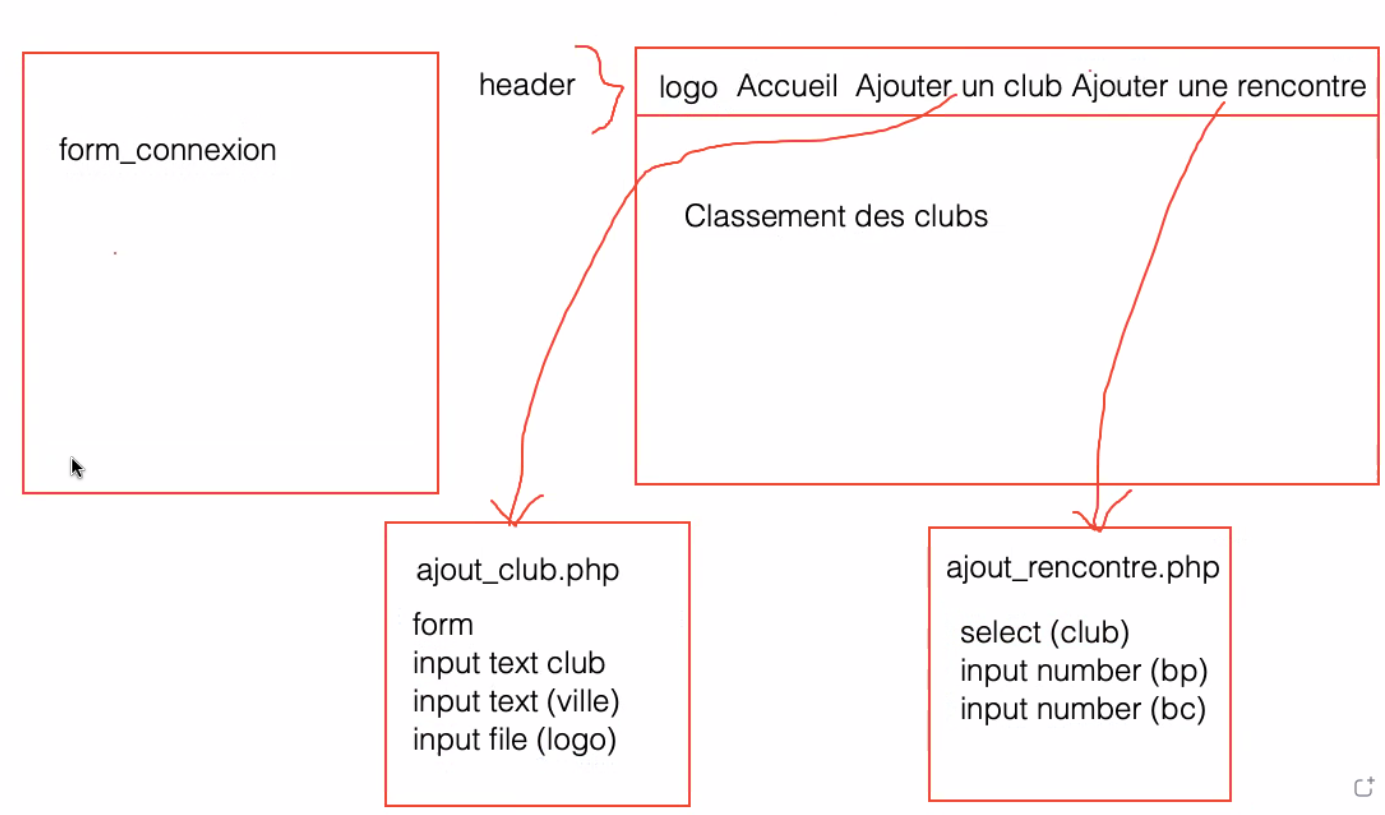 form_connexion
header
logo Accueil Ajouter un club Ajouter une rencontre
Classement des clubs
ajout_club.php
form
input text club
input text (ville)
input file (logo)
ajout_rencontre.php
select (club)
input number (bp)
input number (bc)